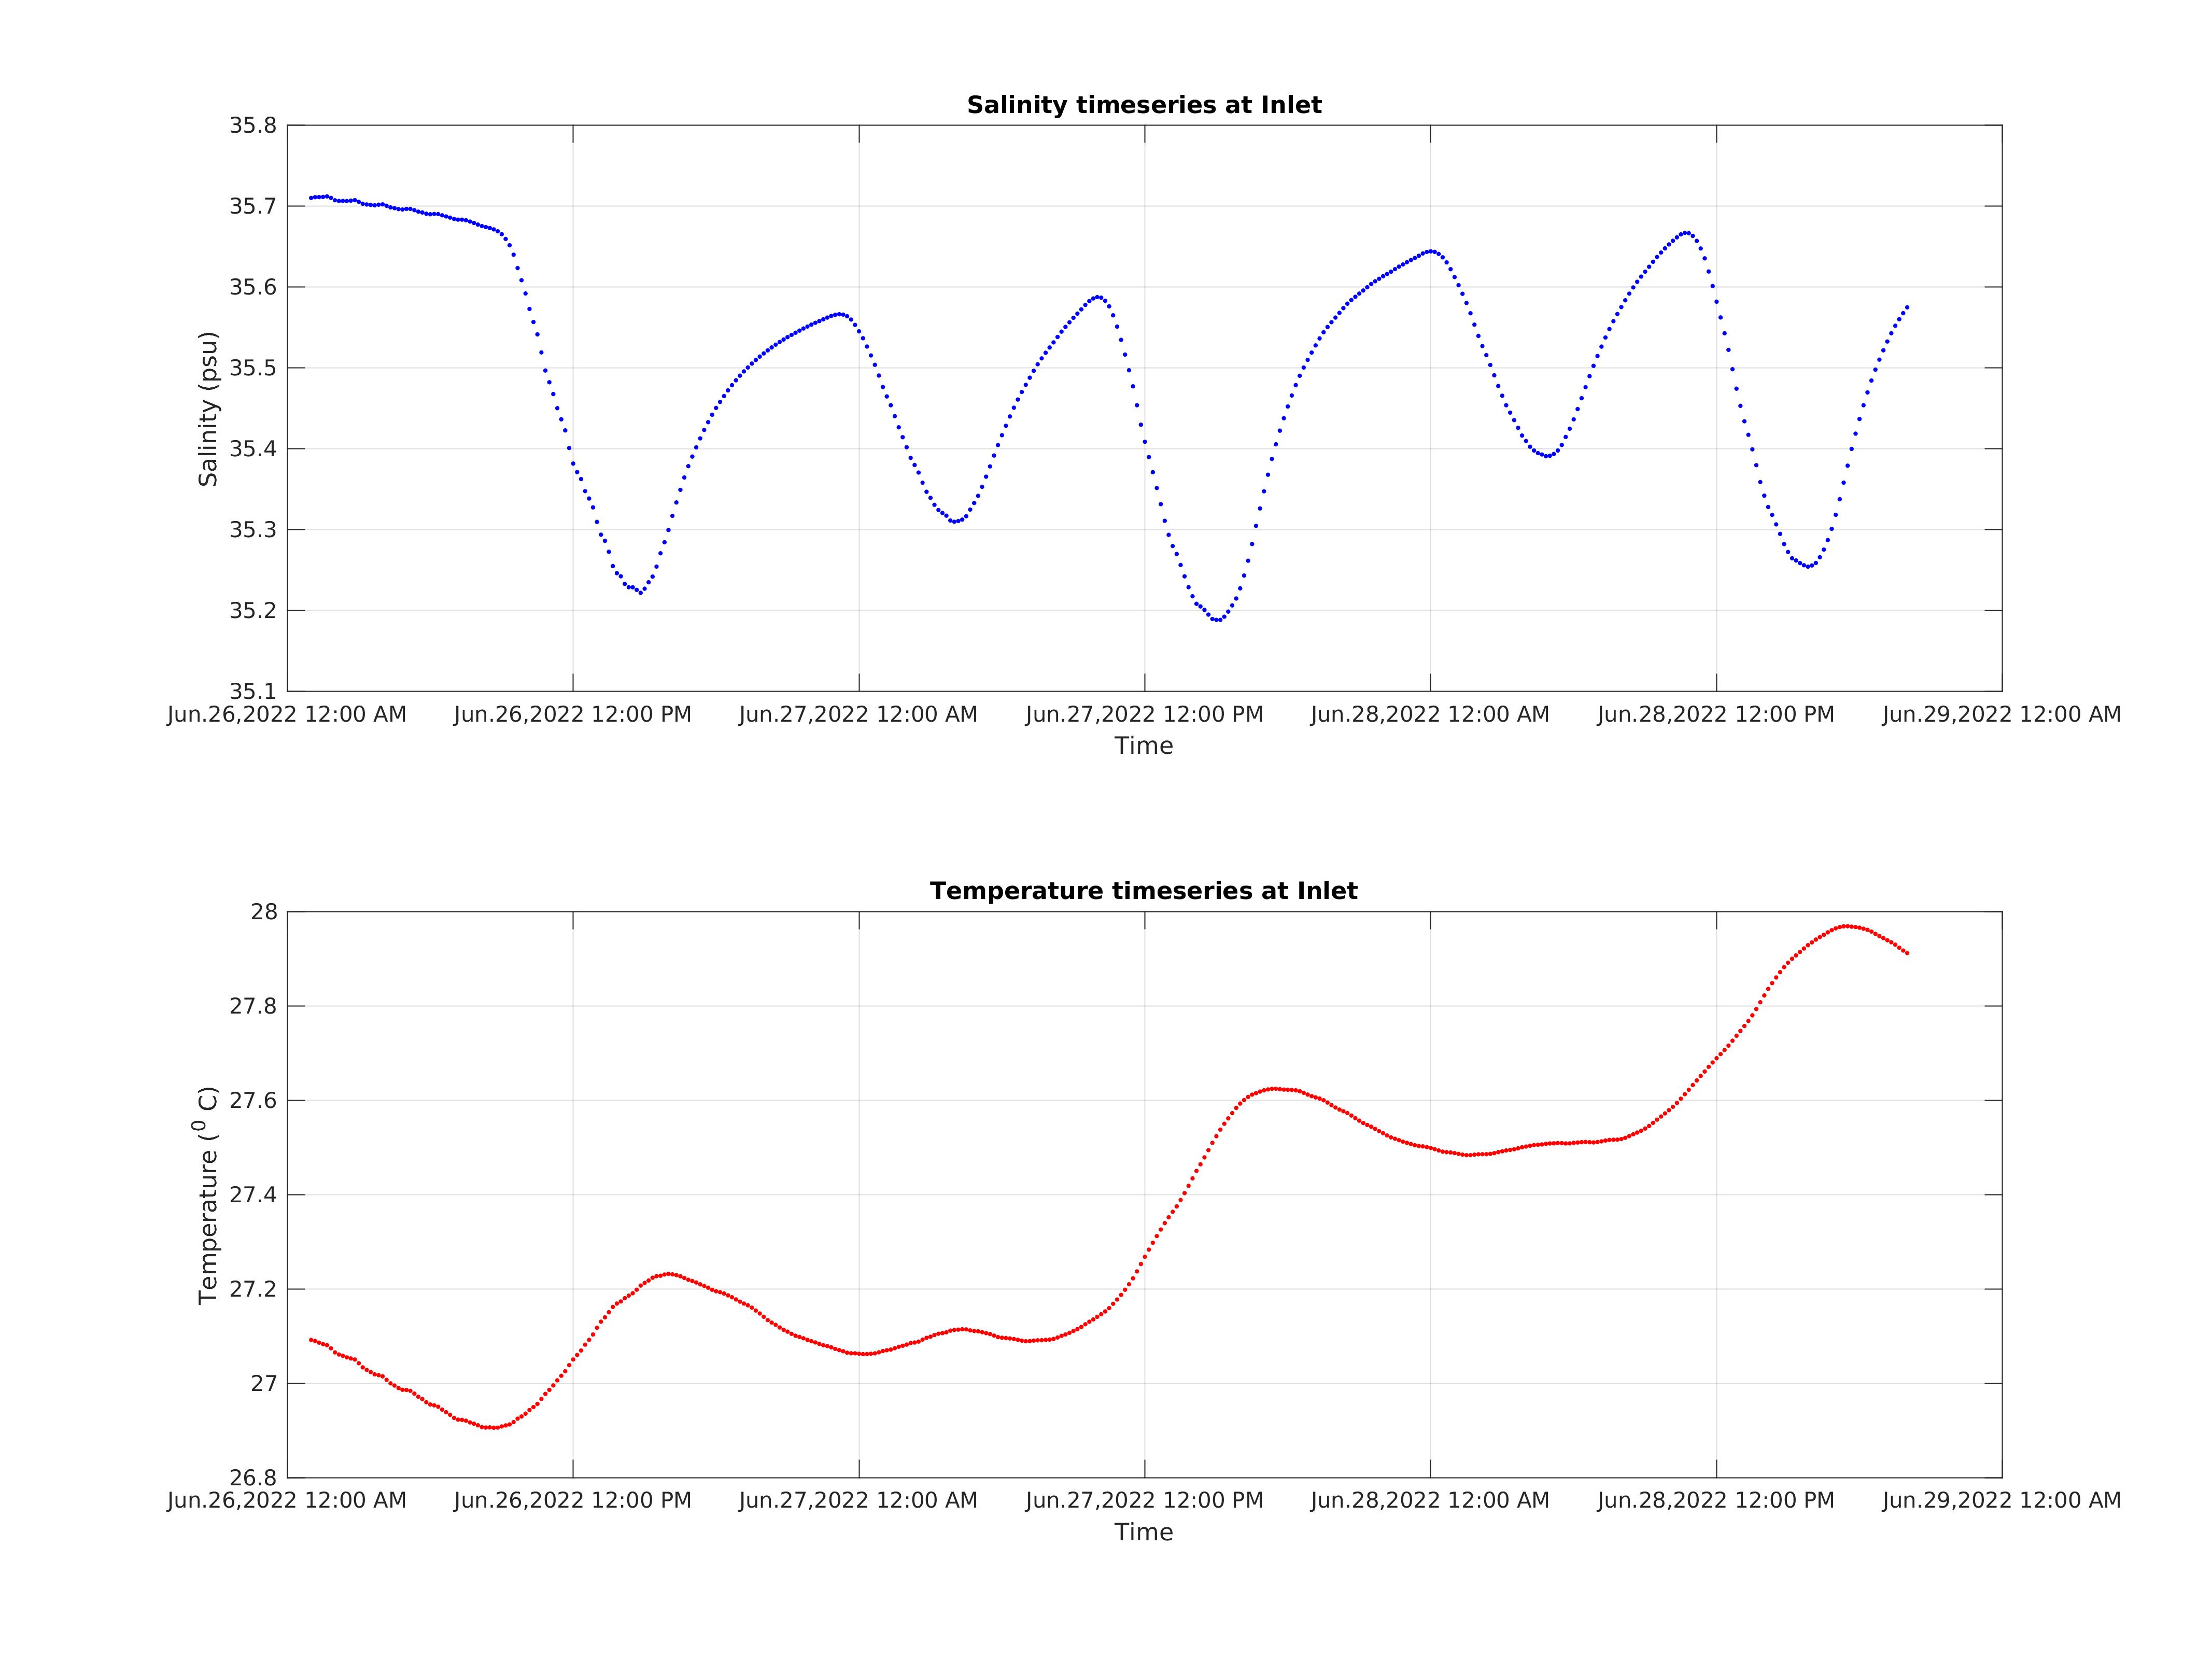 Salinity timeseries at Inlet
35.8
35.7
35.6
35.5
35.4
35.3
35.2
35.1
Salinity (psu)
Jun.26,2022 12:00 AM Jun.26,2022 12:00 PM Jun.27,2022 12:00 AM Jun.27,2022 12:00 PM Jun.28,2022 12:00 AM Jun.28,2022 12:00 PM Jun.29,2022 12:00 AM
Time
Temperature timeseries at Inlet
28
27.8
27.6
27.4
27.2
27
26.8
Temperature (⁰ C)
Jun.26,2022 12:00 AM Jun.26,2022 12:00 PM Jun.27,2022 12:00 AM Jun.27,2022 12:00 PM Jun.28,2022 12:00 AM Jun.28,2022 12:00 PM Jun.29,2022 12:00 AM
Time